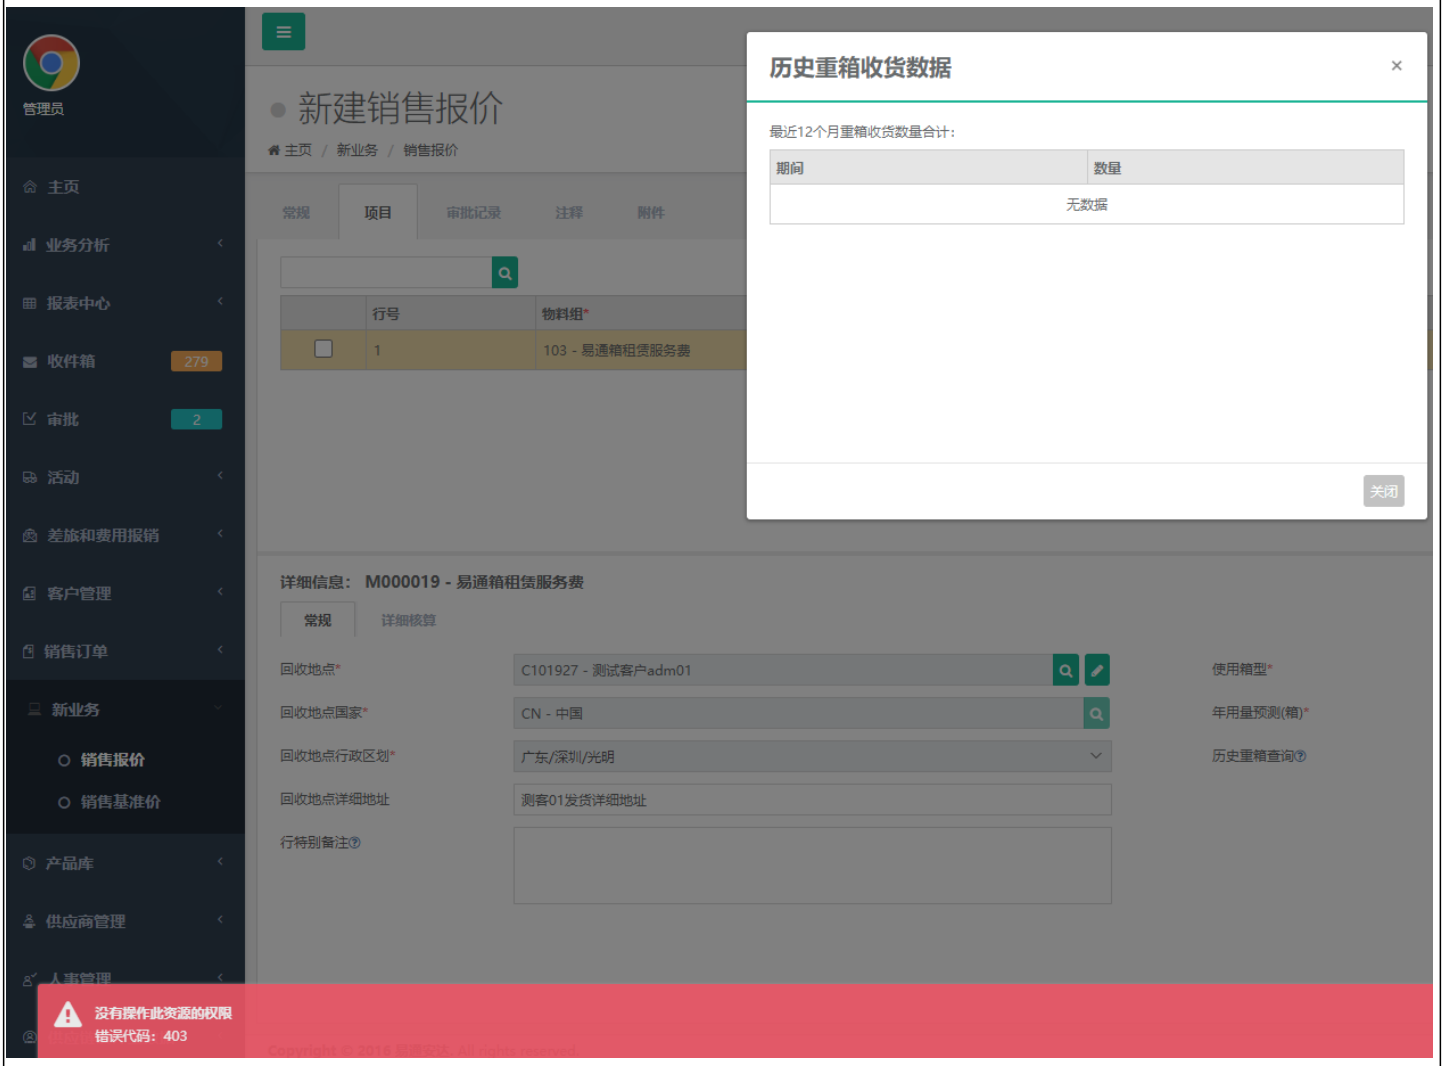 管理员
主页
业务分析
报表中心
收件箱 279
审批 2
活动
差旅和费用报销
客户管理
销售订单
新业务
销售报价
销售基准价
产品库
供应商管理
人事管理
新建销售报价
主页 / 新业务 / 销售报价
常规 项目 审批记录 注释 附件
行号 物料组*
1 103 - 易通箱租赁服务费
历史重箱收货数据 ×
最近12个月重箱收货数量合计：
期间 数量
无数据
关闭
详细信息： M000019 - 易通箱租赁服务费
常规 详细核算
回收地点* C101927 - 测试客户adm01 使用箱型*
回收地点国家* CN - 中国 年用量预测(箱)*
回收地点行政区划* 广东/深圳/光明 历史重箱查询
回收地点详细地址 测客01发货详细地址
行特别备注
没有操作此资源的权限
错误代码：403
Copyright © 2016 All rights reserved.